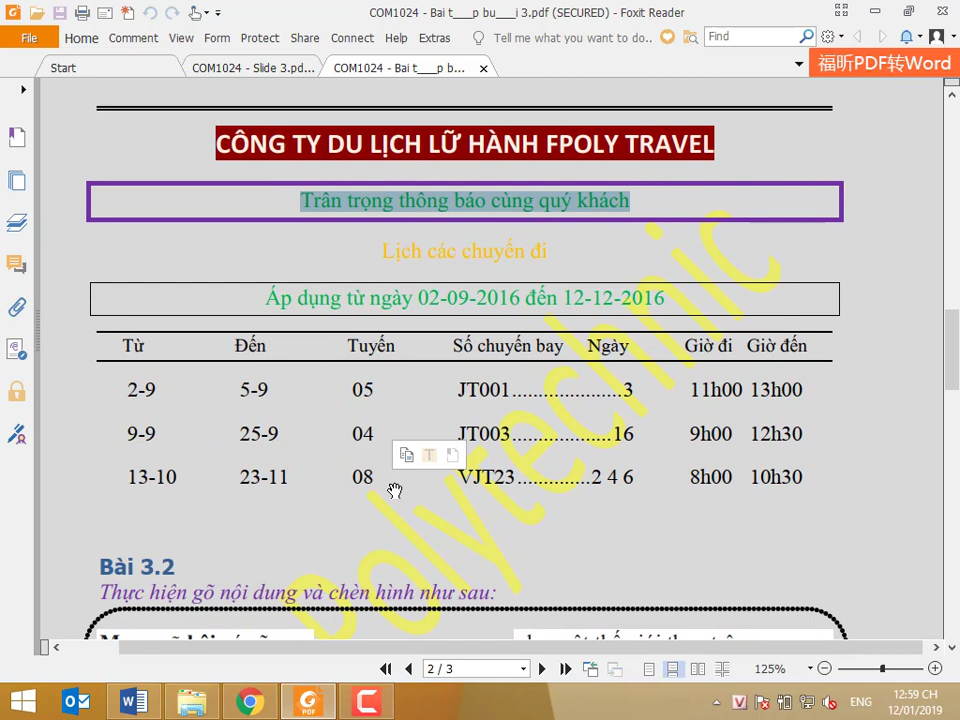 COM1024 - Bai t___p bu___i 3.pdf (SECURED) - Foxit Reader
File Home Comment View Form Protect Share Connect Help Extras Tell me what you want to do.. Find
Start COM1024 - Slide 3.pd... COM1024 - Bai t___p b... 福昕PDF转Word
CÔNG TY DU LỊCH LỮ HÀNH FPOLY TRAVEL
Trân trọng thông báo cùng quý khách
Lịch các chuyến đi
Áp dụng từ ngày 02-09-2016 đến 12-12-2016
Từ Đến Tuyến Số chuyến bay Ngày Giờ đi Giờ đến
2-9 5-9 05 JT001......................3 11h00 13h00
9-9 25-9 04 JT003....................16 9h00 12h30
13-10 23-11 08 VJT23..............2 4 6 8h00 10h30
Polytechnic
Bài 3.2
Thực hiện gõ nội dung và chèn hình như sau:
2 / 3 125%
ENG 12:59 CH
12/01/2019